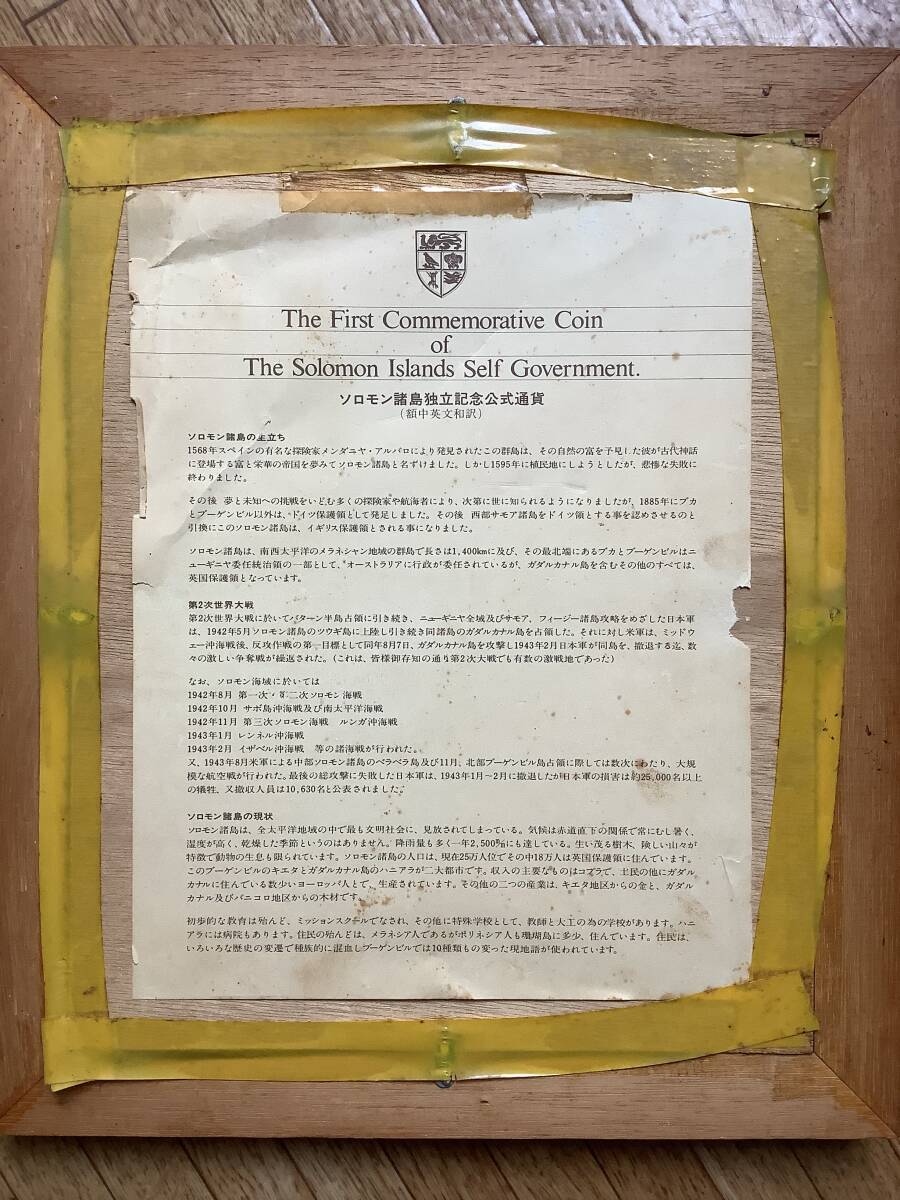 The First Commemorative Coin
of
The Solomon Islands Self Government.
ソロモン諸島独立記念公式通貨
(額中英文和訳)
ソロモン諸島の生立ち
1568年スペインの有名な探険家メンダニヤ・アルバロにより発見されたこの群島は、その自然の富を予見した彼が古代神話
に登場する富と栄華の帝国を夢みてソロモン諸島と名ずけました。しかし1595年に植民地にしようとしたが、悲惨な失敗に
終わりました。
その後 夢と未知への挑戦をいどむ多くの探険家や航海者により、次第に世に知られるようになりましたが、1885年にブカ
とブーゲンビル以外は、ドイツ保護領として発足しました。その後 西部サモア諸島をドイツ領とする事を認めさせるのと
引換にこのソロモン諸島は、イギリス保護領とされる事になりました。
ソロモン諸島は、南西太平洋のメラネシャン地域の群島で長さは1,400kmに及び、その最北端にあるブカとブーゲンビルはニ
ューギニヤ委任統治領の一部として、オーストラリアに行政が委任されているが、ガダルカナル島を含むその他のすべては、
英国保護領となっています。
第2次世界大戦
第2次世界大戦に於いてバターン半島占領に引き続き、ニューギニヤ全域及びサモア、フィージー諸島攻略をめざした日本軍
は、1942年5月ソロモン諸島のツウギ島に上陸し引き続き同諸島のガダルカナル島を占領した。それに対し米軍は、ミッドウ
ェー沖海戦後、反攻作戦の第一目標として同年8月7日、ガダルカナル島を攻撃し1943年2月日本軍が同島を、撤退する迄、数
々の激しい争奪戦が繰返された。(これは、皆様御存知の通り第2次大戦でも有数の激戦地であった)
なお、ソロモン海域に於いては
1942年8月 第一次・第二次ソロモン海戦
1942年10月 サボ島沖海戦及び南太平洋海戦
1942年11月 第三次ソロモン海戦 ルンガ沖海戦
1943年1月 レンネル沖海戦
1943年2月 イザベル沖海戦 等の諸海戦が行われた。
又、1943年8月米軍による中部ソロモン諸島のベラベラ島及び11月、北部ブーゲンビル島占領に際しては数次にわたり、大規
模な航空戦が行われた。最後の総攻撃に失敗した日本軍は、1943年1月～2月に撤退したが日本軍の損害は約25,000名以上
の犠牲、又撤収人員は10,630名と公表されました。
ソロモン諸島の現状
ソロモン諸島は、全太平洋地域の中で最も文明社会に、見放されてしまっている。気候は赤道直下の関係で常にむし暑く、
湿度が高く、乾燥した季節というのはありません。降雨量も多く一年2,500㎜にも達している。生い茂る樹木、険しい山々が
特徴で動物の生息も限られています。ソロモン諸島の人口は、現在25万人位でその中18万人は英国保護領に住んでいます。
このブーゲンビルのキエタとガダルカナル島のハニアラが二大都市です。収入の主要なものはコプラで、土民の他にガダル
カナルに住んでいる数少いヨーロッパ人とで、生産されています。その他の二つの産業は、キエタ地区からの金と、ガダル
カナル及びバニコロ地区からの木材です。
初歩的な教育は殆んど、ミッションスクールでなされ、その他に特殊学校として、教師と大工の為の学校があります。ハニ
アラには病院もあります。住民の殆んどは、メラネシア人であるがポリネシア人も珊瑚島に多少、住んでいます。住民は、
いろいろな歴史の変遷で種族的に混血しブーゲンビルでは10種類もの変った現地語が使われています。